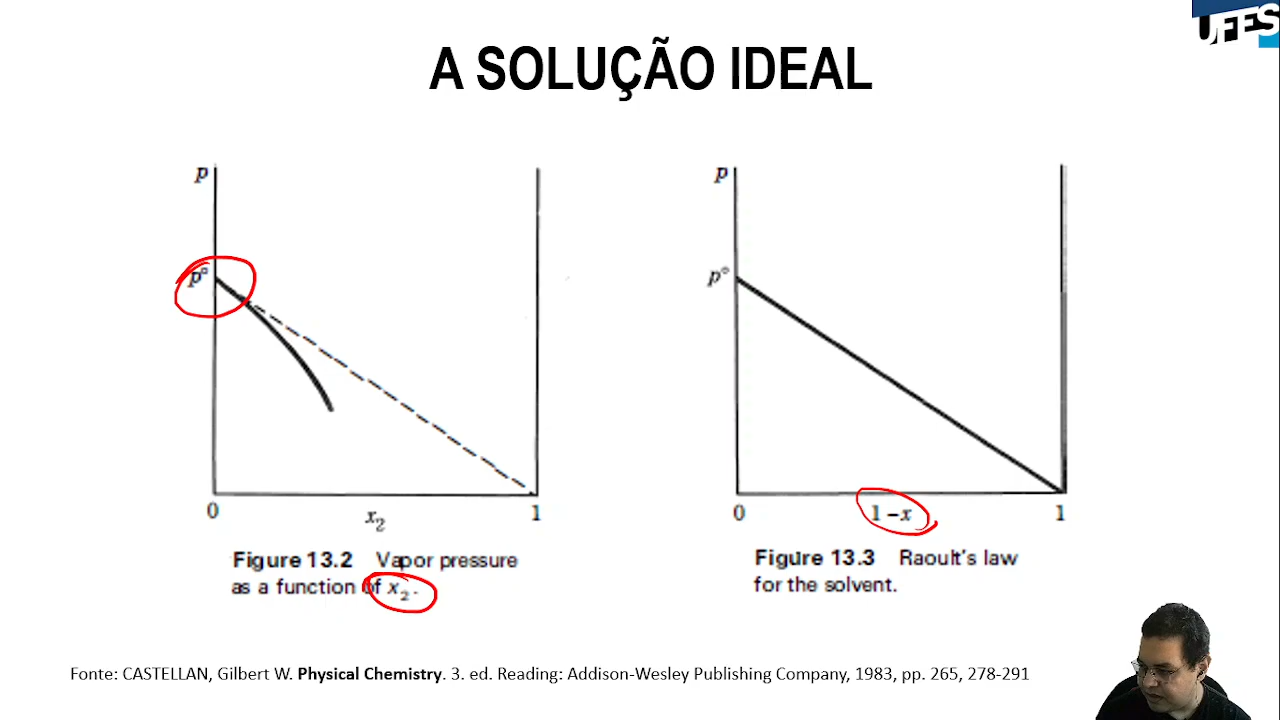 UFES
A SOLUÇÃO IDEAL
p
p°
0
x₂
1
Figure 13.2 Vapor pressure
as a function of x₂.
p
p°
0
1 – x
1
Figure 13.3 Raoult's law
for the solvent.
Fonte: CASTELLAN, Gilbert W. Physical Chemistry. 3. ed. Reading: Addison-Wesley Publishing Company, 1983, pp. 265, 278-291